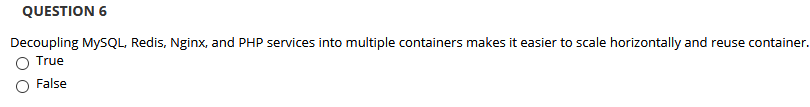 QUESTION 6
Decoupling MySQL, Redis, Nginx, and PHP services into multiple containers makes it easier to scale horizontally and reuse container.
True
False